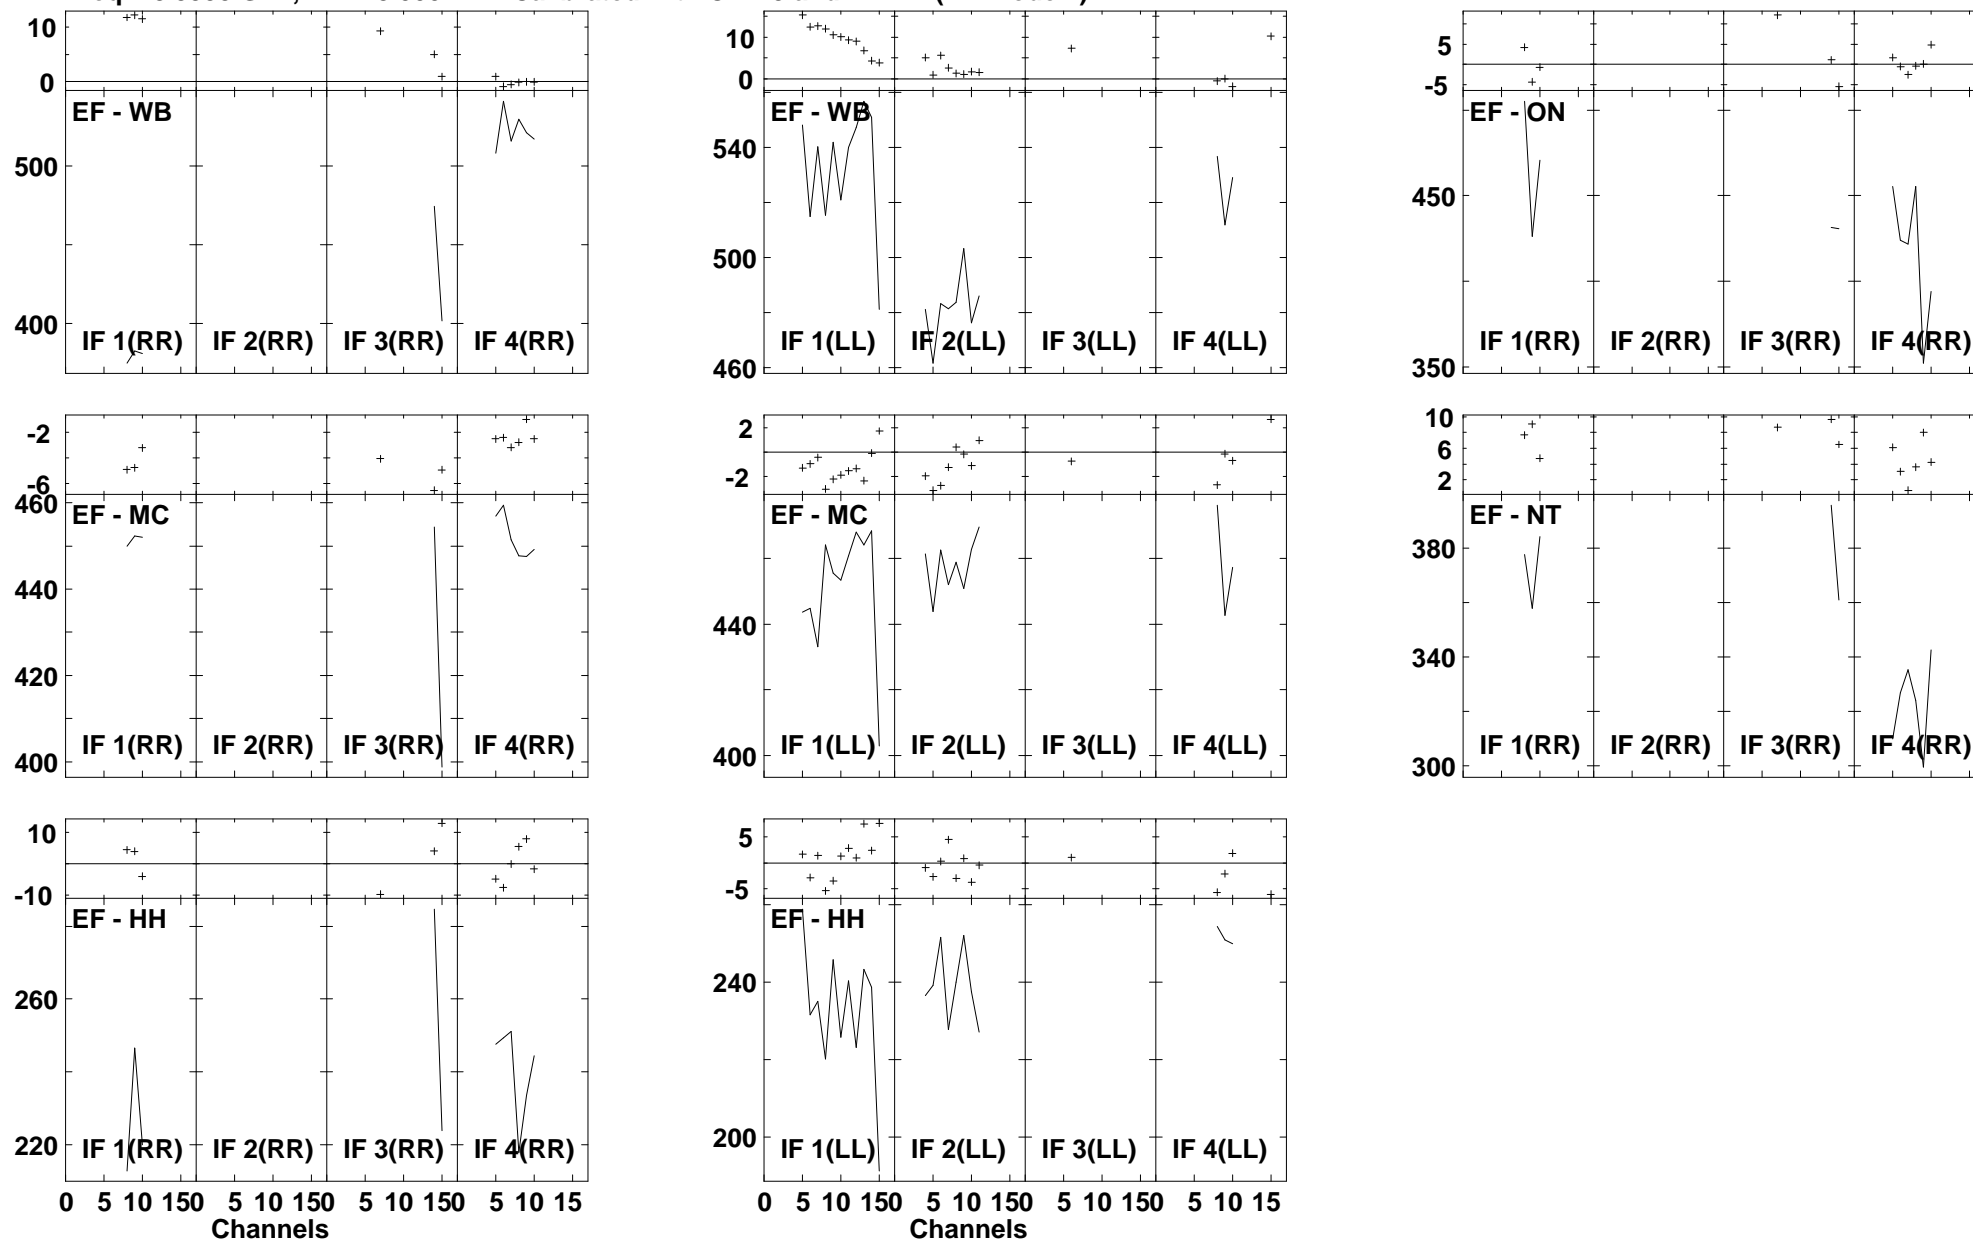 10
0
EF - WB
500
400
IF 1(RR) IF 2(RR) IF 3(RR) IF 4(RR)
10
0
EF - WB
540
500
460
IF 1(LL) IF 2(LL) IF 3(LL) IF 4(LL)
5
-5
EF - ON
450
350
IF 1(RR) IF 2(RR) IF 3(RR) IF 4(RR)
-2
-6
460
EF - MC
440
420
400
IF 1(RR) IF 2(RR) IF 3(RR) IF 4(RR)
2
-2
EF - MC
440
400
IF 1(LL) IF 2(LL) IF 3(LL) IF 4(LL)
10
6
2
EF - NT
380
340
300
IF 1(RR) IF 2(RR) IF 3(RR) IF 4(RR)
10
-10
EF - HH
260
220
IF 1(RR) IF 2(RR) IF 3(RR) IF 4(RR)
0 5 10 150 5 10 150 5 10 150 5 10 15
Channels
5
-5
EF - HH
240
200
IF 1(LL) IF 2(LL) IF 3(LL) IF 4(LL)
0 5 10 150 5 10 150 5 10 150 5 10 15
Channels